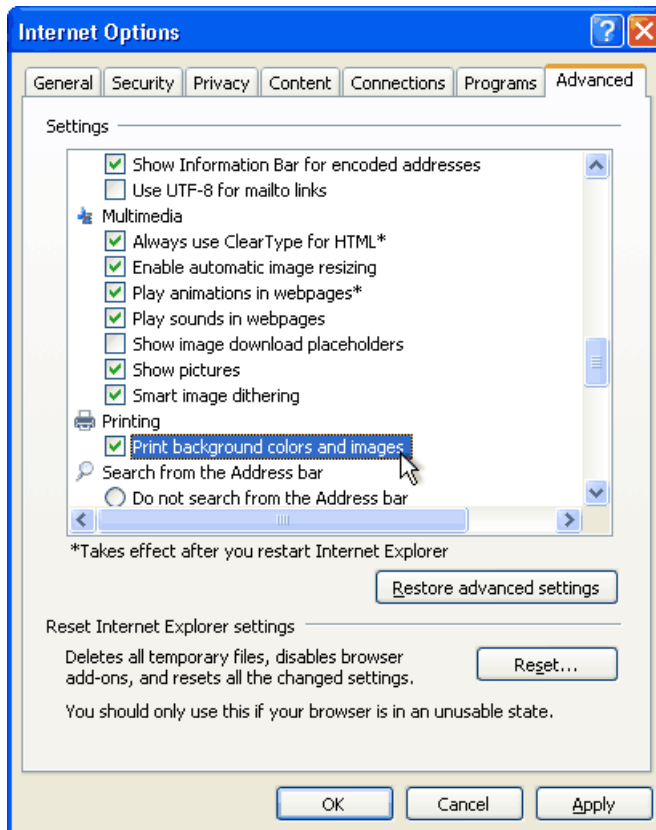 Internet Options
General Security Privacy Content Connections Programs Advanced
Settings
Show Information Bar for encoded addresses
Use UTF-8 for mailto links
Multimedia
Always use ClearType for HTML*
Enable automatic image resizing
Play animations in webpages*
Play sounds in webpages
Show image download placeholders
Show pictures
Smart image dithering
Printing
Print background colors and images
Search from the Address bar
Do not search from the Address bar
*Takes effect after you restart Internet Explorer
Restore advanced settings
Reset Internet Explorer settings
Deletes all temporary files, disables browser
add-ons, and resets all the changed settings.
Reset...
You should only use this if your browser is in an unusable state.
OK Cancel Apply